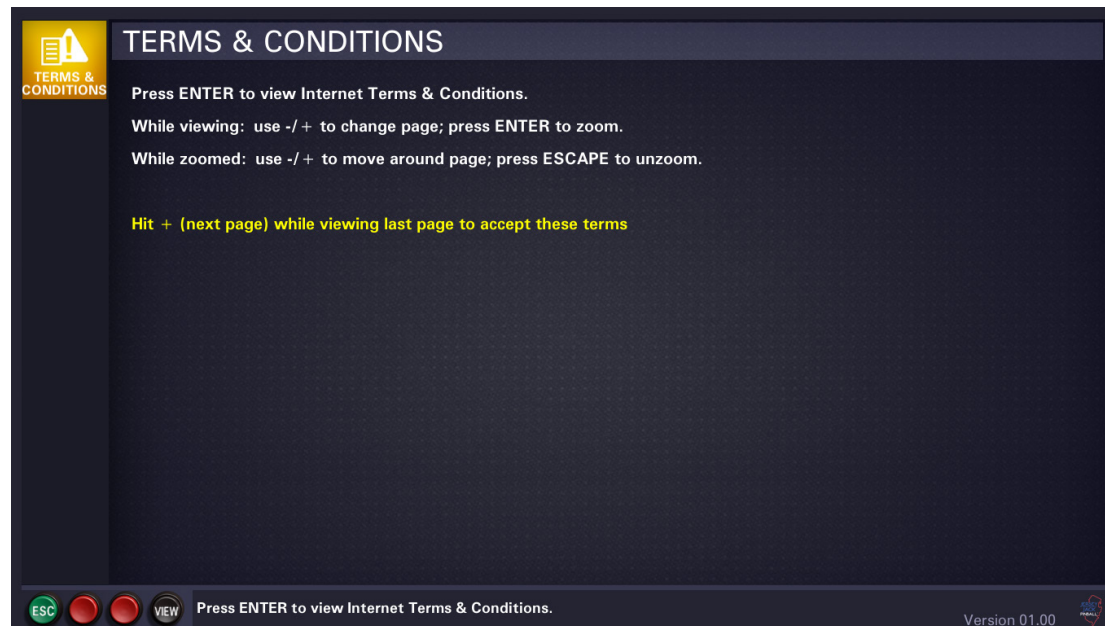 TERMS & CONDITIONS
TERMS &
CONDITIONS
Press ENTER to view Internet Terms & Conditions.
While viewing: use -/+ to change page; press ENTER to zoom.
While zoomed: use -/+ to move around page; press ESCAPE to unzoom.
Hit + (next page) while viewing last page to accept these terms
ESC
VIEW
Press ENTER to view Internet Terms & Conditions.
Version 01.00